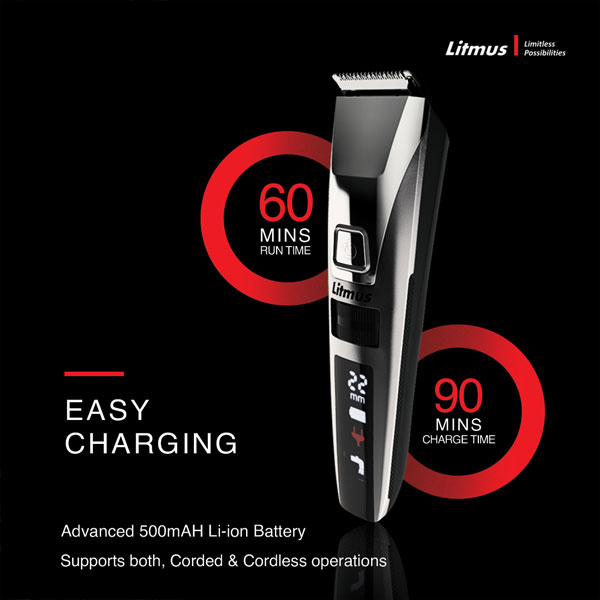 Litmus
Limitless
Possibilities
60
MINS
RUN TIME
Litmus
22
mm
90
MINS
CHARGE TIME
EASY
CHARGING
Advanced 500mAH Li-ion Battery
Supports both, Corded & Cordless operations